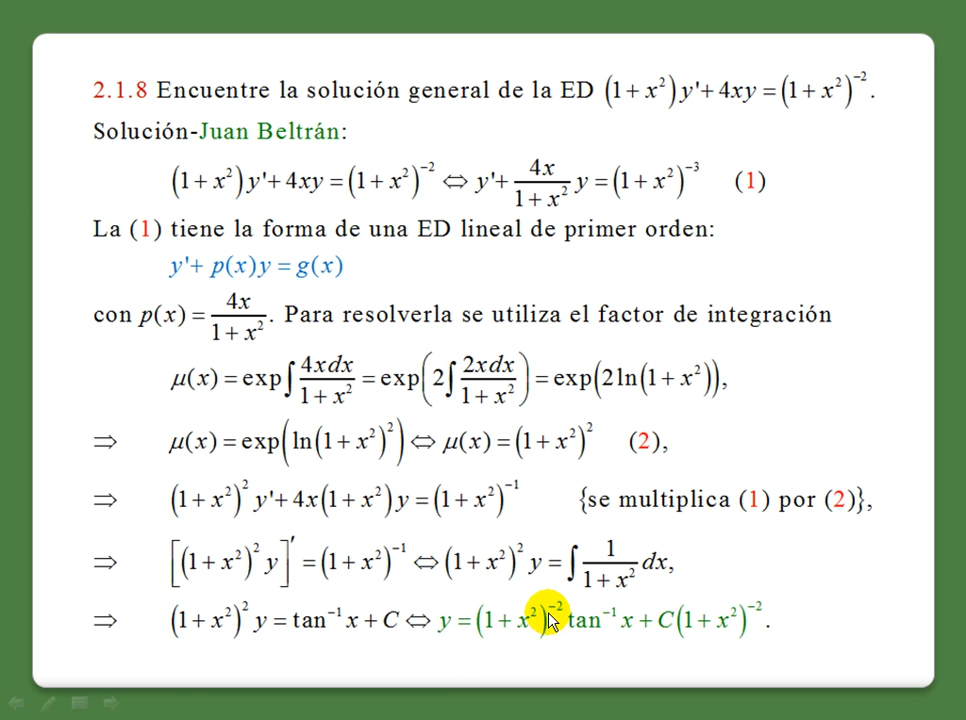 2.1.8 Encuentre la solución general de la ED (1 + x²)y'+ 4xy = (1 + x²)⁻².
Solución-Juan Beltrán:
(1 + x²)y'+ 4xy = (1 + x²)⁻² ⇔ y'+ 4x/(1 + x²) y = (1 + x²)⁻³ (1)
La (1) tiene la forma de una ED lineal de primer orden:
y'+ p(x)y = g(x)
con p(x) = 4x/(1 + x²). Para resolverla se utiliza el factor de integración
μ(x) = exp∫ 4xdx/(1 + x²) = exp(2∫ 2xdx/(1 + x²)) = exp(2ln(1 + x²)),
⇒ μ(x) = exp(ln(1 + x²)²) ⇔ μ(x) = (1 + x²)² (2),
⇒ (1 + x²)² y'+ 4x(1 + x²)y = (1 + x²)⁻¹ {se multiplica (1) por (2)},
⇒ [(1 + x²)² y]' = (1 + x²)⁻¹ ⇔ (1 + x²)² y = ∫ 1/(1 + x²) dx,
⇒ (1 + x²)² y = tan⁻¹ x + C ⇔ y = (1 + x²)⁻² tan⁻¹ x + C(1 + x²)⁻².